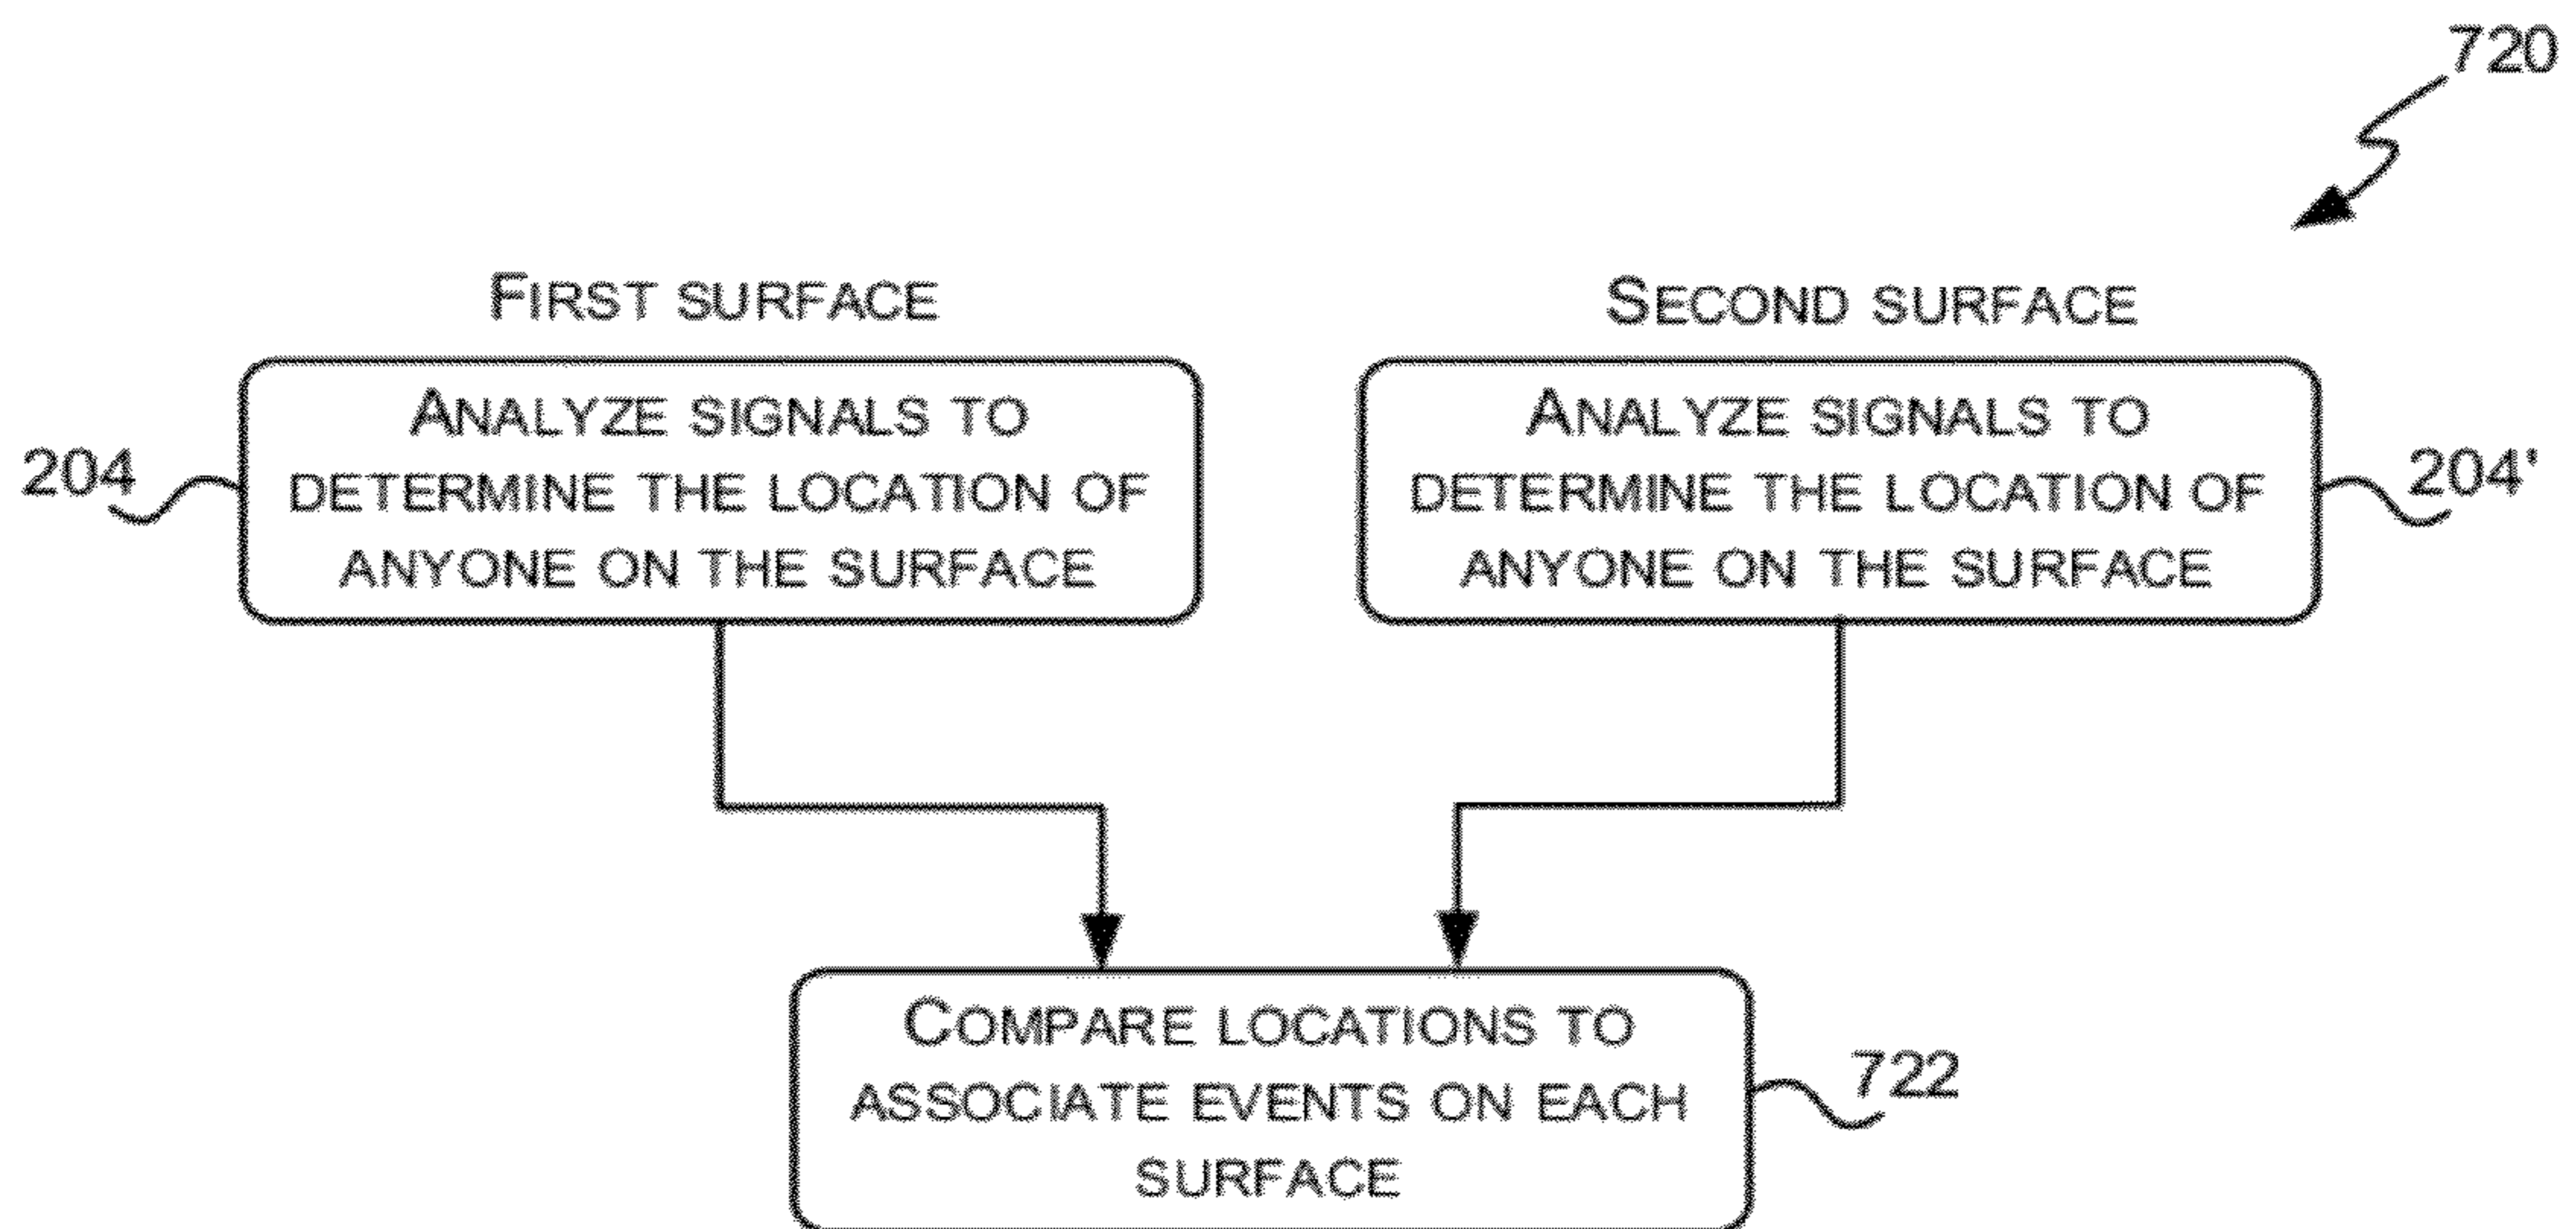 720
FIRST SURFACE
SECOND SURFACE
ANALYZE SIGNALS TO
DETERMINE THE LOCATION OF
ANYONE ON THE SURFACE
204
ANALYZE SIGNALS TO
DETERMINE THE LOCATION OF
ANYONE ON THE SURFACE
204'
COMPARE LOCATIONS TO
ASSOCIATE EVENTS ON EACH
SURFACE
722